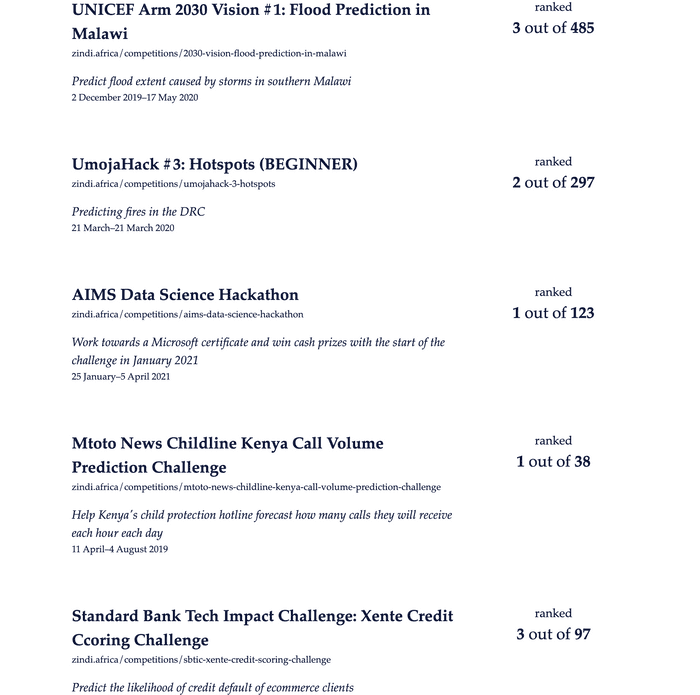 UNICEF Arm 2030 Vision #1: Flood Prediction in
Malawi
zindi.africa/competitions/2030-vision-flood-prediction-in-malawi
Predict flood extent caused by storms in southern Malawi
2 December 2019–17 May 2020
ranked
3 out of 485
UmojaHack #3: Hotspots (BEGINNER)
zindi.africa/competitions/umojahack-3-hotspots
Predicting fires in the DRC
21 March–21 March 2020
ranked
2 out of 297
AIMS Data Science Hackathon
zindi.africa/competitions/aims-data-science-hackathon
Work towards a Microsoft certificate and win cash prizes with the start of the
challenge in January 2021
25 January–5 April 2021
ranked
1 out of 123
Mtoto News Childline Kenya Call Volume
Prediction Challenge
zindi.africa/competitions/mtoto-news-childline-kenya-call-volume-prediction-challenge
Help Kenya's child protection hotline forecast how many calls they will receive
each hour each day
11 April–4 August 2019
ranked
1 out of 38
Standard Bank Tech Impact Challenge: Xente Credit
Ccoring Challenge
zindi.africa/competitions/sbtic-xente-credit-scoring-challenge
Predict the likelihood of credit default of ecommerce clients
ranked
3 out of 97